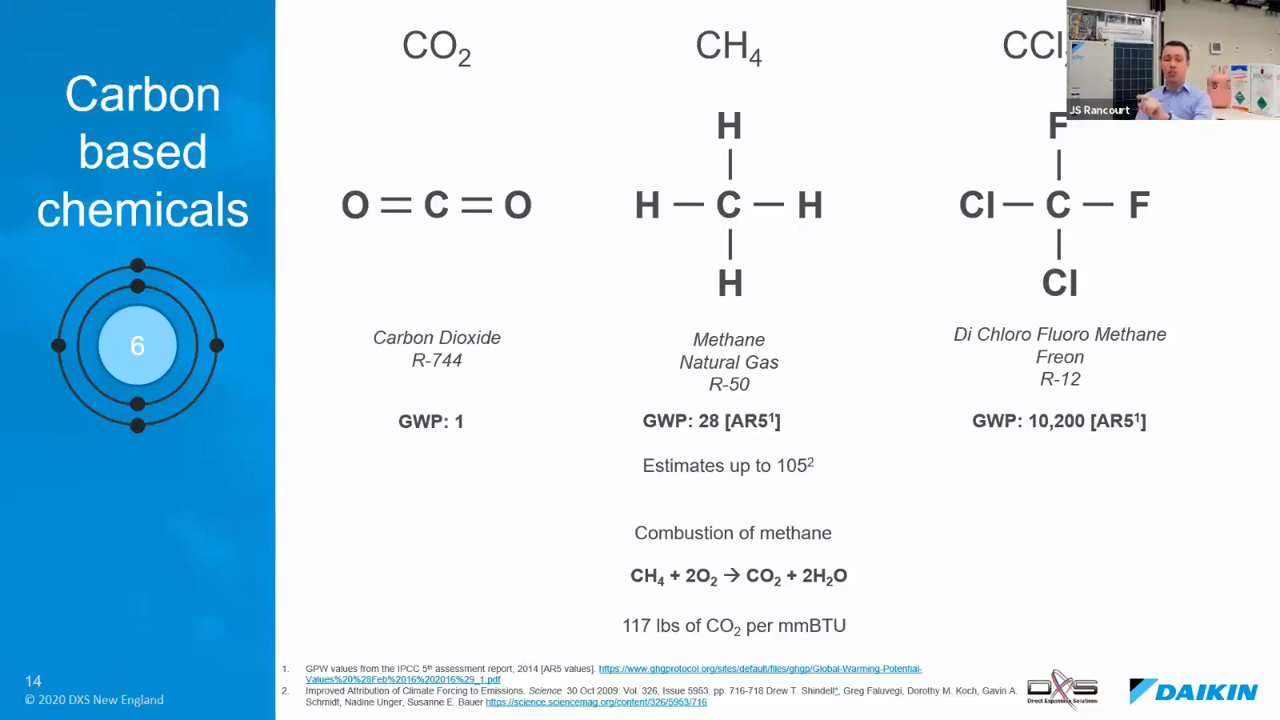 Carbon
based
chemicals
6
14
© 2020 DXS New England
CO₂
O = C = O
Carbon Dioxide
R-744
GWP: 1
CH₄
H
H — C — H
H
Methane
Natural Gas
R-50
GWP: 28 [AR5¹]
Estimates up to 105²
Combustion of methane
CH₄ + 2O₂ → CO₂ + 2H₂O
117 lbs of CO₂ per mmBTU
CCl
JS Rancourt
F
Cl — C — F
Cl
Di Chloro Fluoro Methane
Freon
R-12
GWP: 10,200 [AR5¹]
1. GPW values from the IPCC 5ᵗʰ assessment report, 2014 [AR5 values]. https://www.ghgprotocol.org/sites/default/files/ghgp/Global-Warming-Potential-
Values%20%28Feb%2016%202016%29_1.pdf
2. Improved Attribution of Climate Forcing to Emissions. Science 30 Oct 2009: Vol. 326, Issue 5953, pp. 716-718 Drew T. Shindell*, Greg Faluvegi, Dorothy M. Koch, Gavin A.
Schmidt, Nadine Unger, Susanne E. Bauer https://science.sciencemag.org/content/326/5953/716
DXS
Direct Expansion Solutions
DAIKIN